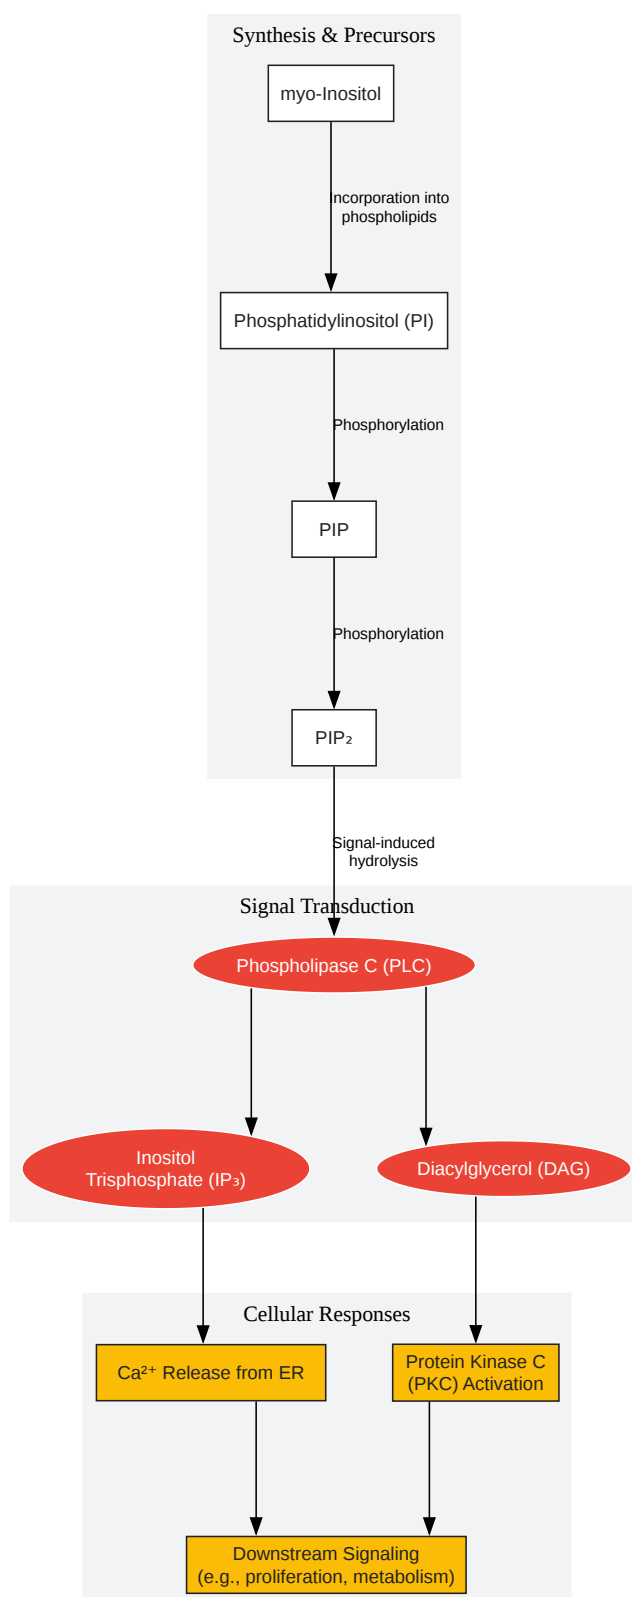 Synthesis & Precursors
myo-Inositol
Incorporation into
phospholipids
Phosphatidylinositol (PI)
Phosphorylation
PIP
Phosphorylation
PIP₂
Signal-induced
hydrolysis
Signal Transduction
Phospholipase C (PLC)
Inositol
Trisphosphate (IP₃)
Diacylglycerol (DAG)
Cellular Responses
Ca²⁺ Release from ER
Protein Kinase C
(PKC) Activation
Downstream Signaling
(e.g., proliferation, metabolism)